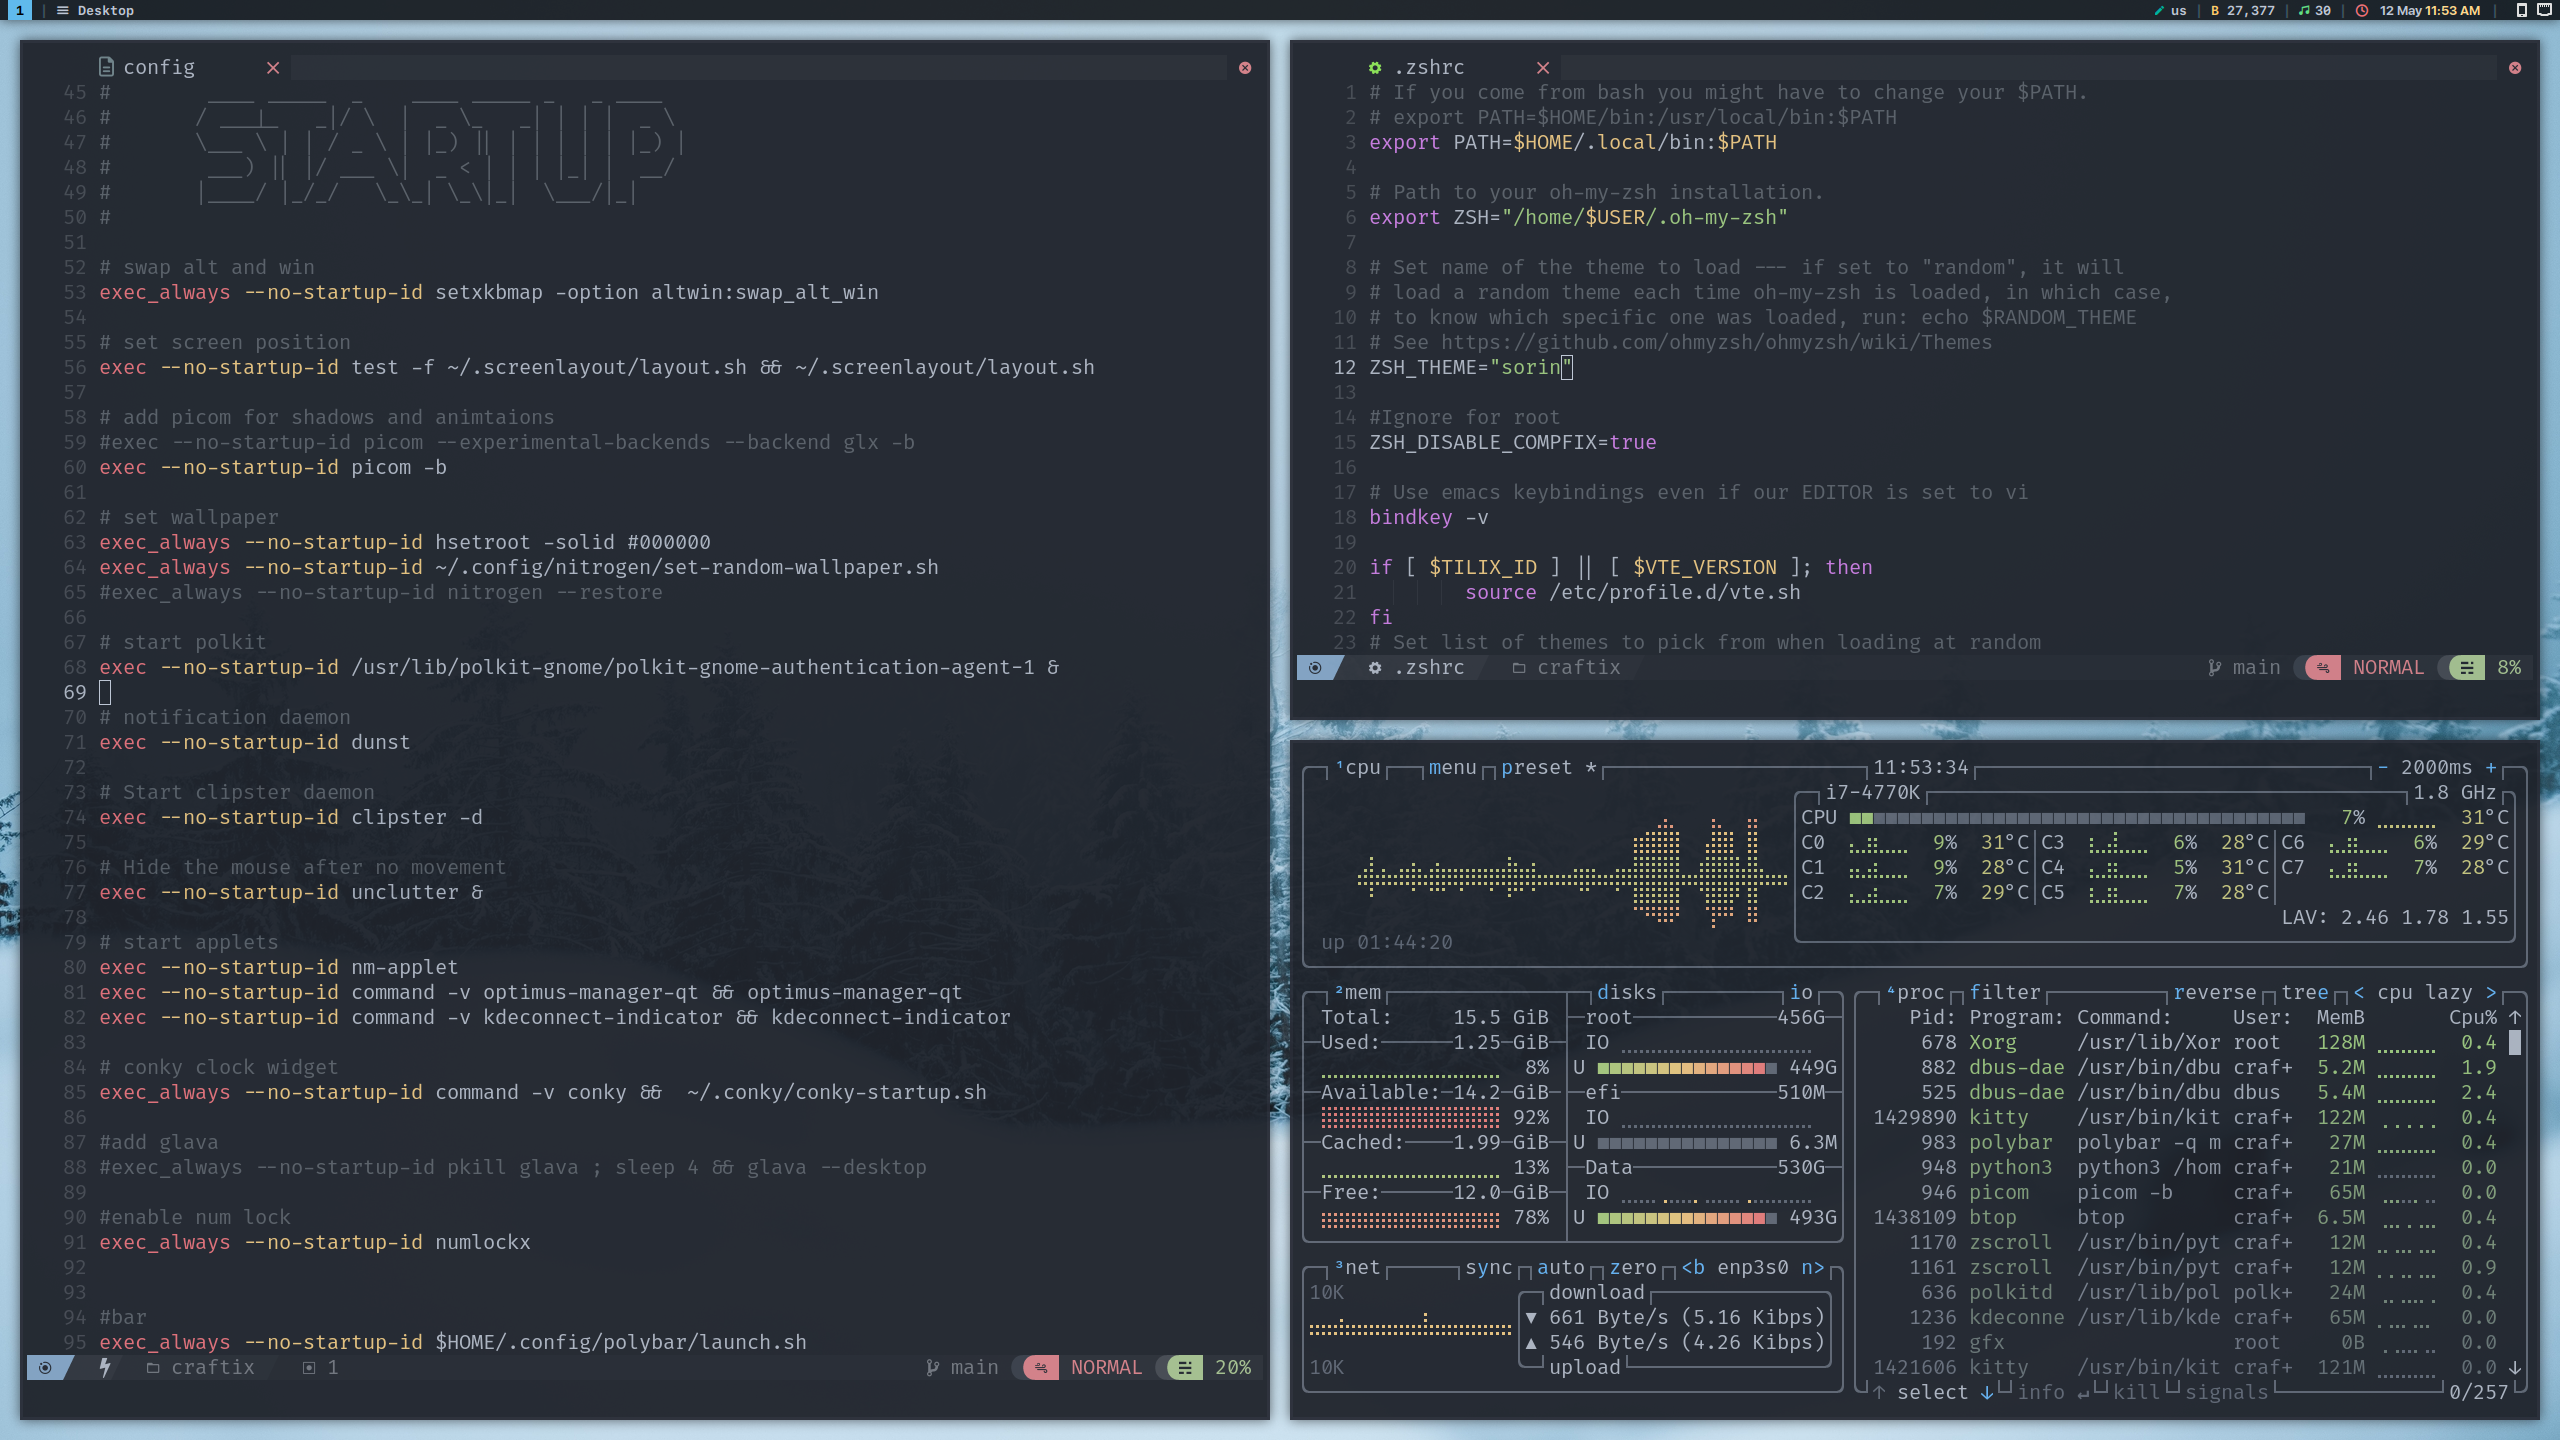 1 | Desktop
us | B 27,377 | 30 | 12 May 11:53 AM |
config
45 #
46 #
47 #
48 #
49 #
50 #
STARTUP
51
52 # swap alt and win
53 exec_always --no-startup-id setxkbmap -option altwin:swap_alt_win
54
55 # set screen position
56 exec --no-startup-id test -f ~/.screenlayout/layout.sh && ~/.screenlayout/layout.sh
57
58 # add picom for shadows and animtaions
59 #exec --no-startup-id picom --experimental-backends --backend glx -b
60 exec --no-startup-id picom -b
61
62 # set wallpaper
63 exec_always --no-startup-id hsetroot -solid #000000
64 exec_always --no-startup-id ~/.config/nitrogen/set-random-wallpaper.sh
65 #exec_always --no-startup-id nitrogen --restore
66
67 # start polkit
68 exec --no-startup-id /usr/lib/polkit-gnome/polkit-gnome-authentication-agent-1 &
69
70 # notification daemon
71 exec --no-startup-id dunst
72
73 # Start clipster daemon
74 exec --no-startup-id clipster -d
75
76 # Hide the mouse after no movement
77 exec --no-startup-id unclutter &
78
79 # start applets
80 exec --no-startup-id nm-applet
81 exec --no-startup-id command -v optimus-manager-qt && optimus-manager-qt
82 exec --no-startup-id command -v kdeconnect-indicator && kdeconnect-indicator
83
84 # conky clock widget
85 exec_always --no-startup-id command -v conky &&  ~/.conky/conky-startup.sh
86
87 #add glava
88 #exec_always --no-startup-id pkill glava ; sleep 4 && glava --desktop
89
90 #enable num lock
91 exec_always --no-startup-id numlockx
92
93
94 #bar
95 exec_always --no-startup-id $HOME/.config/polybar/launch.sh
craftix 1 main NORMAL 20%
.zshrc
1 # If you come from bash you might have to change your $PATH.
2 # export PATH=$HOME/bin:/usr/local/bin:$PATH
3 export PATH=$HOME/.local/bin:$PATH
4
5 # Path to your oh-my-zsh installation.
6 export ZSH="/home/$USER/.oh-my-zsh"
7
8 # Set name of the theme to load --- if set to "random", it will
9 # load a random theme each time oh-my-zsh is loaded, in which case,
10 # to know which specific one was loaded, run: echo $RANDOM_THEME
11 # See https://github.com/ohmyzsh/ohmyzsh/wiki/Themes
12 ZSH_THEME="sorin"
13
14 #Ignore for root
15 ZSH_DISABLE_COMPFIX=true
16
17 # Use emacs keybindings even if our EDITOR is set to vi
18 bindkey -v
19
20 if [ $TILIX_ID ] || [ $VTE_VERSION ]; then
21 source /etc/profile.d/vte.sh
22 fi
23 # Set list of themes to pick from when loading at random
.zshrc craftix main NORMAL 8%
¹cpu menu preset * 11:53:34 - 2000ms +
i7-4770K 1.8 GHz
CPU 7% 31°C
C0 9% 31°C C3 6% 28°C C6 6% 29°C
C1 9% 28°C C4 5% 31°C C7 7% 28°C
C2 7% 29°C C5 7% 28°C
LAV: 2.46 1.78 1.55
up 01:44:20
²mem
Total: 15.5 GiB
Used: 1.25 GiB
8%
Available: 14.2 GiB
92%
Cached: 1.99 GiB
13%
Free: 12.0 GiB
78%
disks io
root 456G
IO
U 449G
efi 510M
IO
U 6.3M
Data 530G
IO
U 493G
³net sync auto zero <b enp3s0 n>
10K
download
▼ 661 Byte/s (5.16 Kibps)
▲ 546 Byte/s (4.26 Kibps)
upload
10K
⁴proc filter reverse tree < cpu lazy >
Pid: Program: Command: User: MemB Cpu% ↑
678 Xorg /usr/lib/Xor root 128M 0.4
882 dbus-dae /usr/bin/dbu craf+ 5.2M 1.9
525 dbus-dae /usr/bin/dbu dbus 5.4M 2.4
1429890 kitty /usr/bin/kit craf+ 122M 0.4
983 polybar polybar -q m craf+ 27M 0.4
948 python3 python3 /hom craf+ 21M 0.0
946 picom picom -b craf+ 65M 0.0
1438109 btop btop craf+ 6.5M 0.4
1170 zscroll /usr/bin/pyt craf+ 12M 0.4
1161 zscroll /usr/bin/pyt craf+ 12M 0.9
636 polkitd /usr/lib/pol polk+ 24M 0.4
1236 kdeconne /usr/lib/kde craf+ 65M 0.0
192 gfx root 0B 0.0
1421606 kitty /usr/bin/kit craf+ 121M 0.0 ↓
↑ select ↓ info ↵ kill signals 0/257